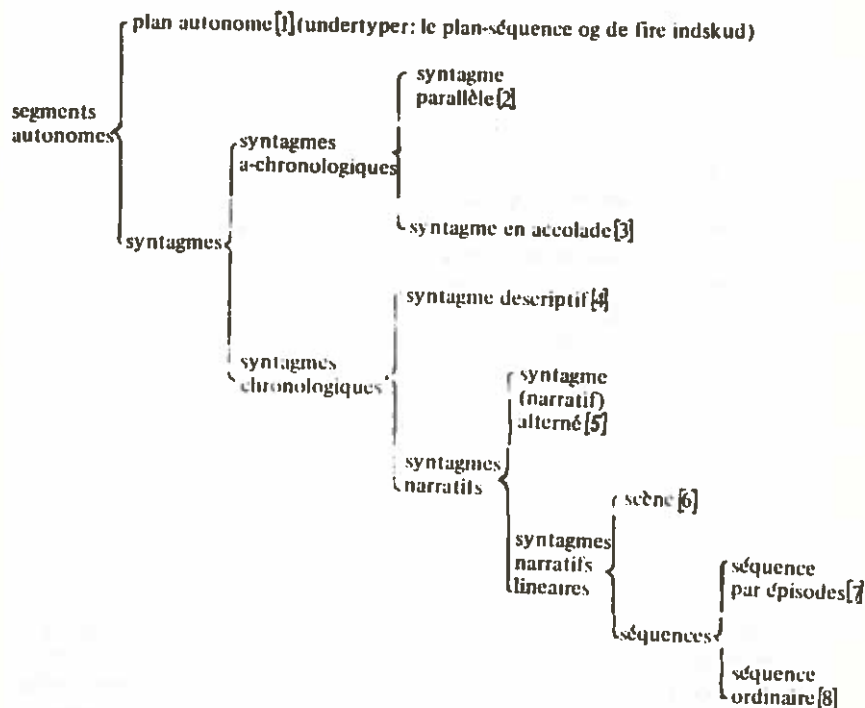 plan autonome[1](undertyper: le plan-séquence og de fire indskud)
segments
autonomes
syntagmes
syntagmes
a-chronologiques
syntagme
parallèle[2]
syntagme en accolade[3]
syntagmes
chronologiques
syntagme descriptif[4]
syntagmes
narratifs
syntagme
(narratif)
alterné[5]
syntagmes
narratifs
lineaires
scène[6]
séquences
séquence
par épisodes[7]
séquence
ordinaire[8]